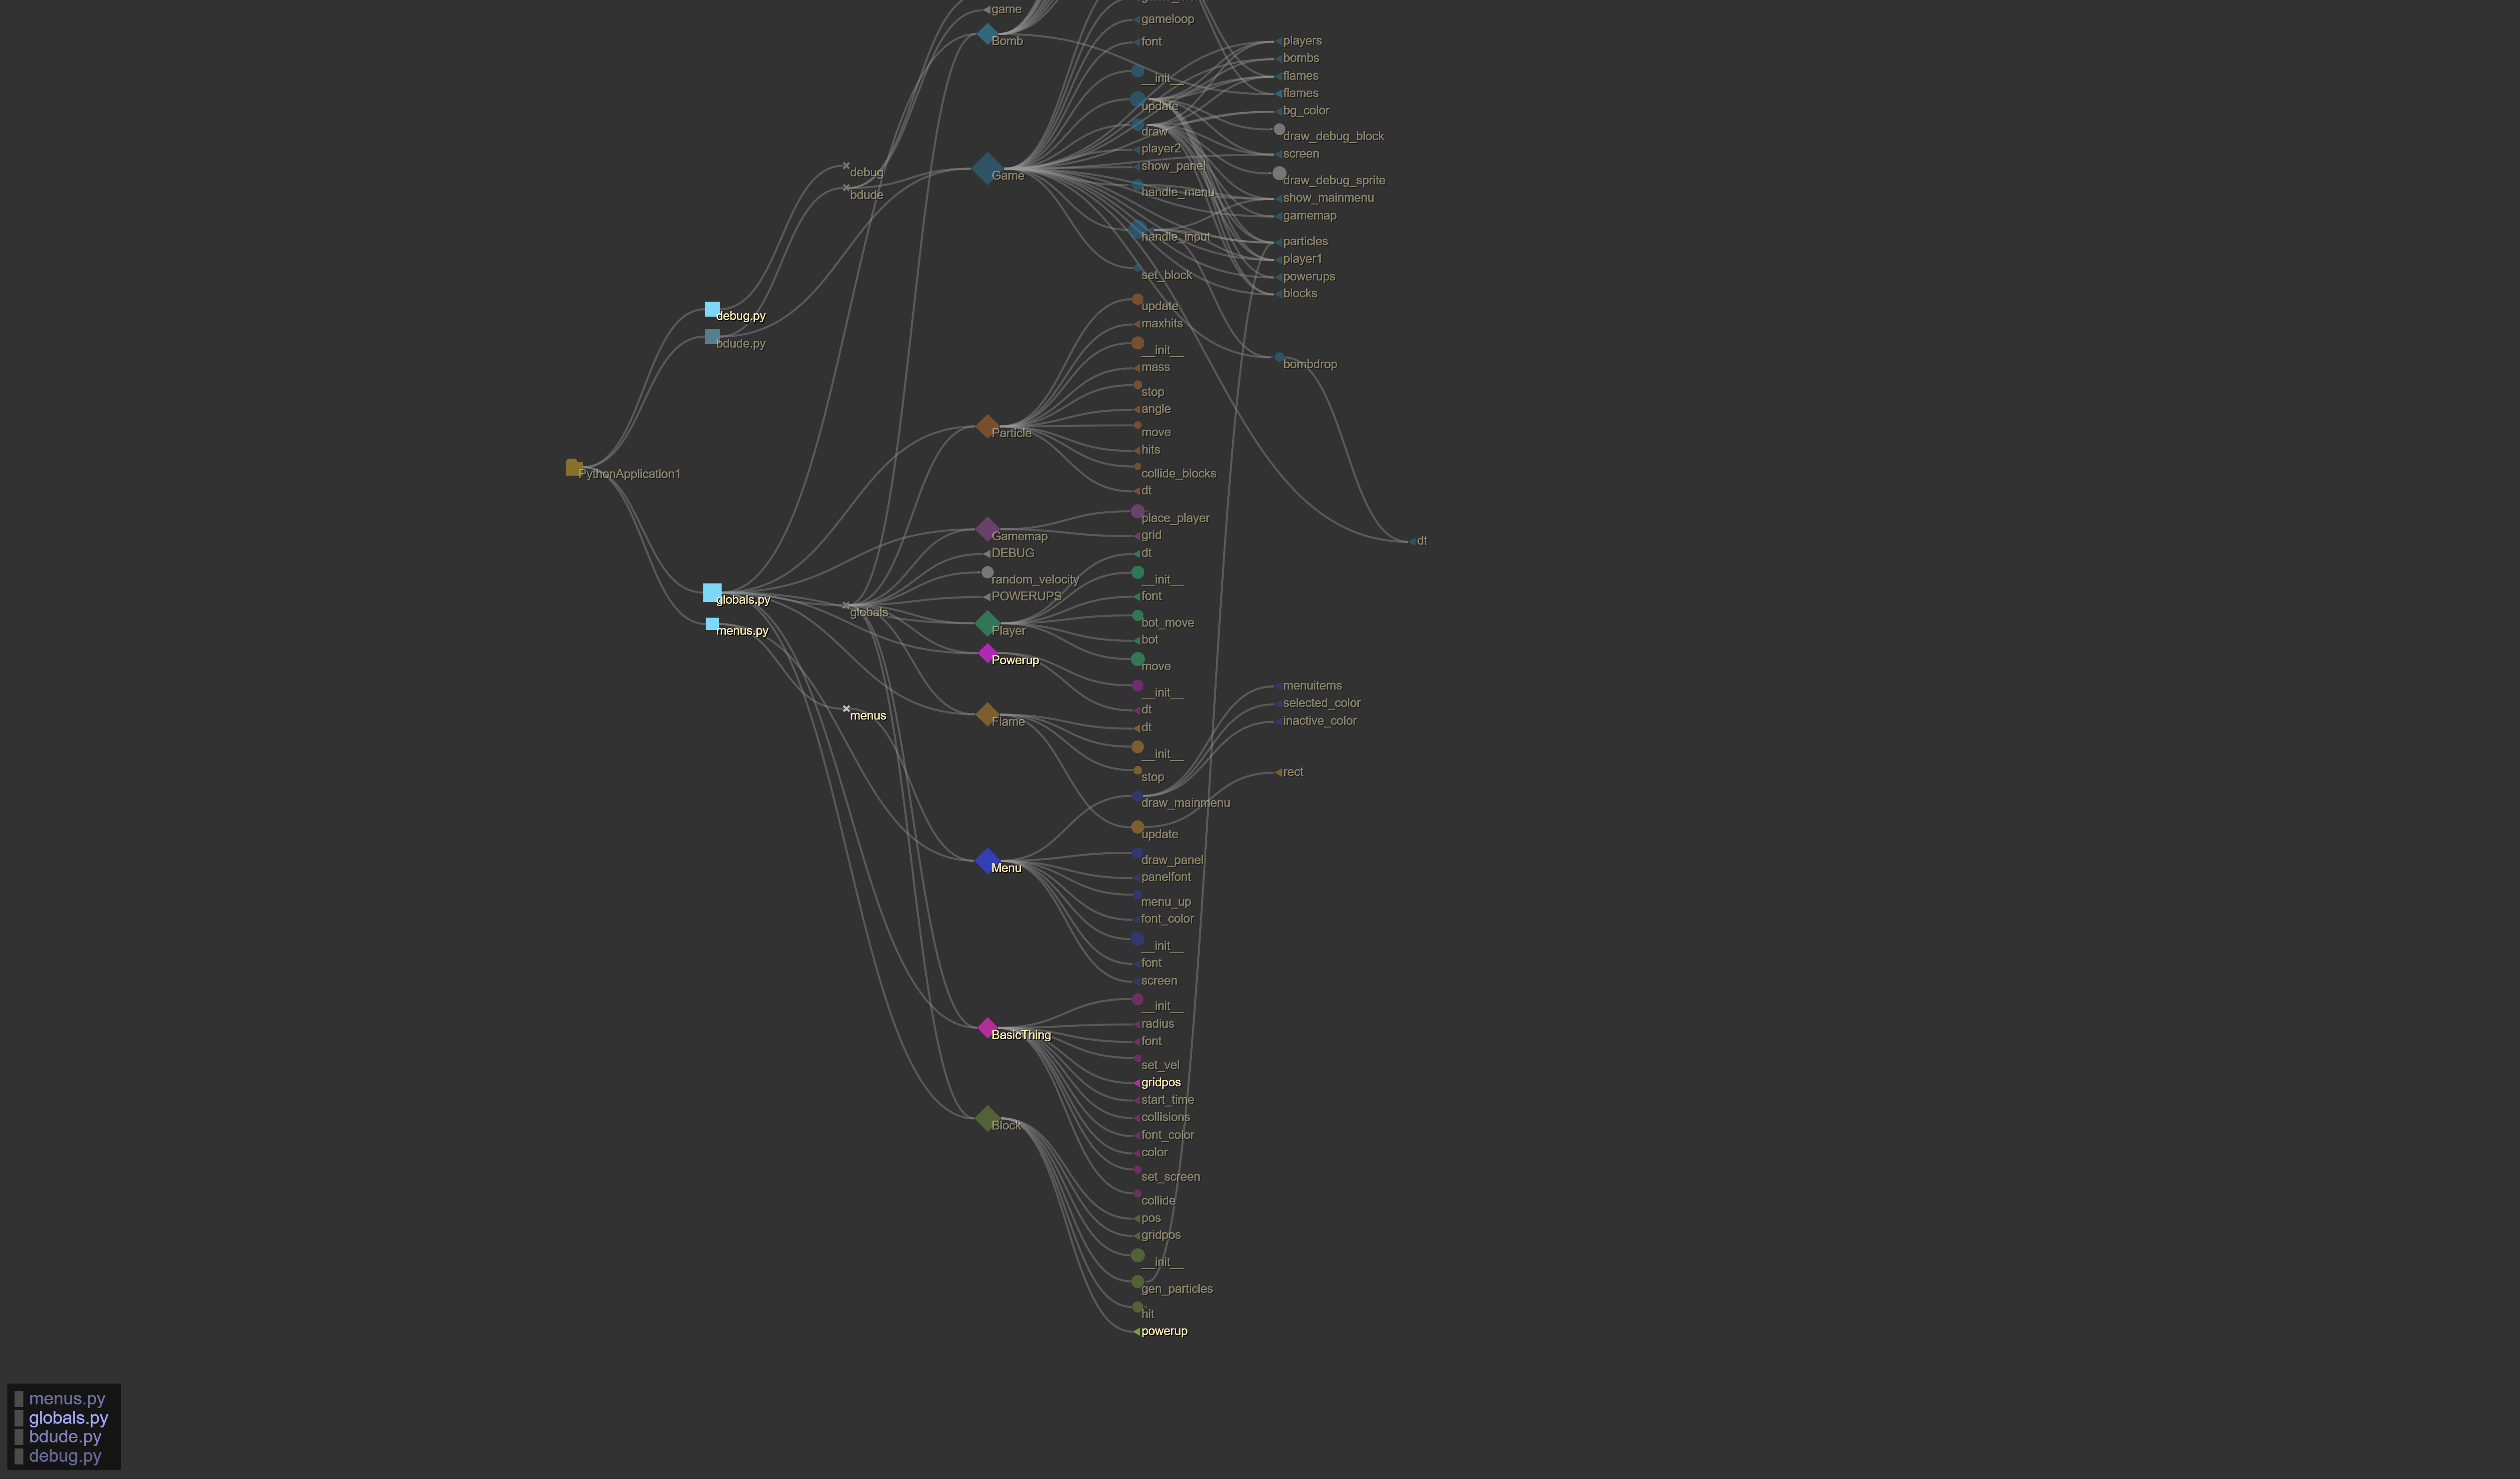 game
Bomb
gameloop
font
__init__
update
draw
player2
show_panel
handle_menu
handle_input
set_block
players
bombs
flames
flames
bg_color
draw_debug_block
screen
draw_debug_sprite
show_mainmenu
gamemap
particles
player1
powerups
blocks
debug
bdude
Game
debug.py
bdude.py
update
maxhits
__init__
mass
stop
angle
move
hits
collide_blocks
dt
bombdrop
Particle
PythonApplication1
place_player
grid
Gamemap
dt
DEBUG
dt
random_velocity
__init__
POWERUPS
font
globals.py
globals
bot_move
menus.py
Player
bot
Powerup
move
__init__
dt
menus
Flame
dt
__init__
stop
menuitems
selected_color
inactive_color
rect
draw_mainmenu
update
Menu
draw_panel
panelfont
menu_up
font_color
__init__
font
screen
__init__
radius
BasicThing
font
set_vel
gridpos
start_time
collisions
Block
font_color
color
set_screen
collide
pos
gridpos
__init__
gen_particles
hit
powerup
menus.py
globals.py
bdude.py
debug.py